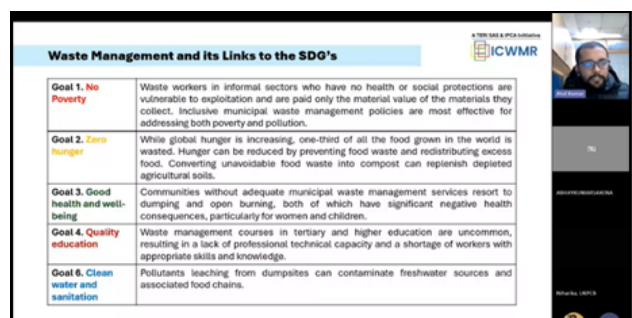 A TERI SAS & IPCA Initiative
ICWMR
Waste Management and its Links to the SDG's
Goal 1. No
Poverty
Waste workers in informal sectors who have no health or social protections are
vulnerable to exploitation and are paid only the material value of the materials they
collect. Inclusive municipal waste management policies are most effective for
addressing both poverty and pollution.
Goal 2. Zero
hunger
While global hunger is increasing, one-third of all the food grown in the world is
wasted. Hunger can be reduced by preventing food waste and redistributing excess
food. Converting unavoidable food waste into compost can replenish depleted
agricultural soils.
Goal 3. Good
health and well-
being
Communities without adequate municipal waste management services resort to
dumping and open burning, both of which have significant negative health
consequences, particularly for women and children.
Goal 4. Quality
education
Waste management courses in tertiary and higher education are uncommon,
resulting in a lack of professional technical capacity and a shortage of workers with
appropriate skills and knowledge.
Goal 6. Clean
water and
sanitation
Pollutants leaching from dumpsites can contaminate freshwater sources and
associated food chains.
Niharika, UKPCB